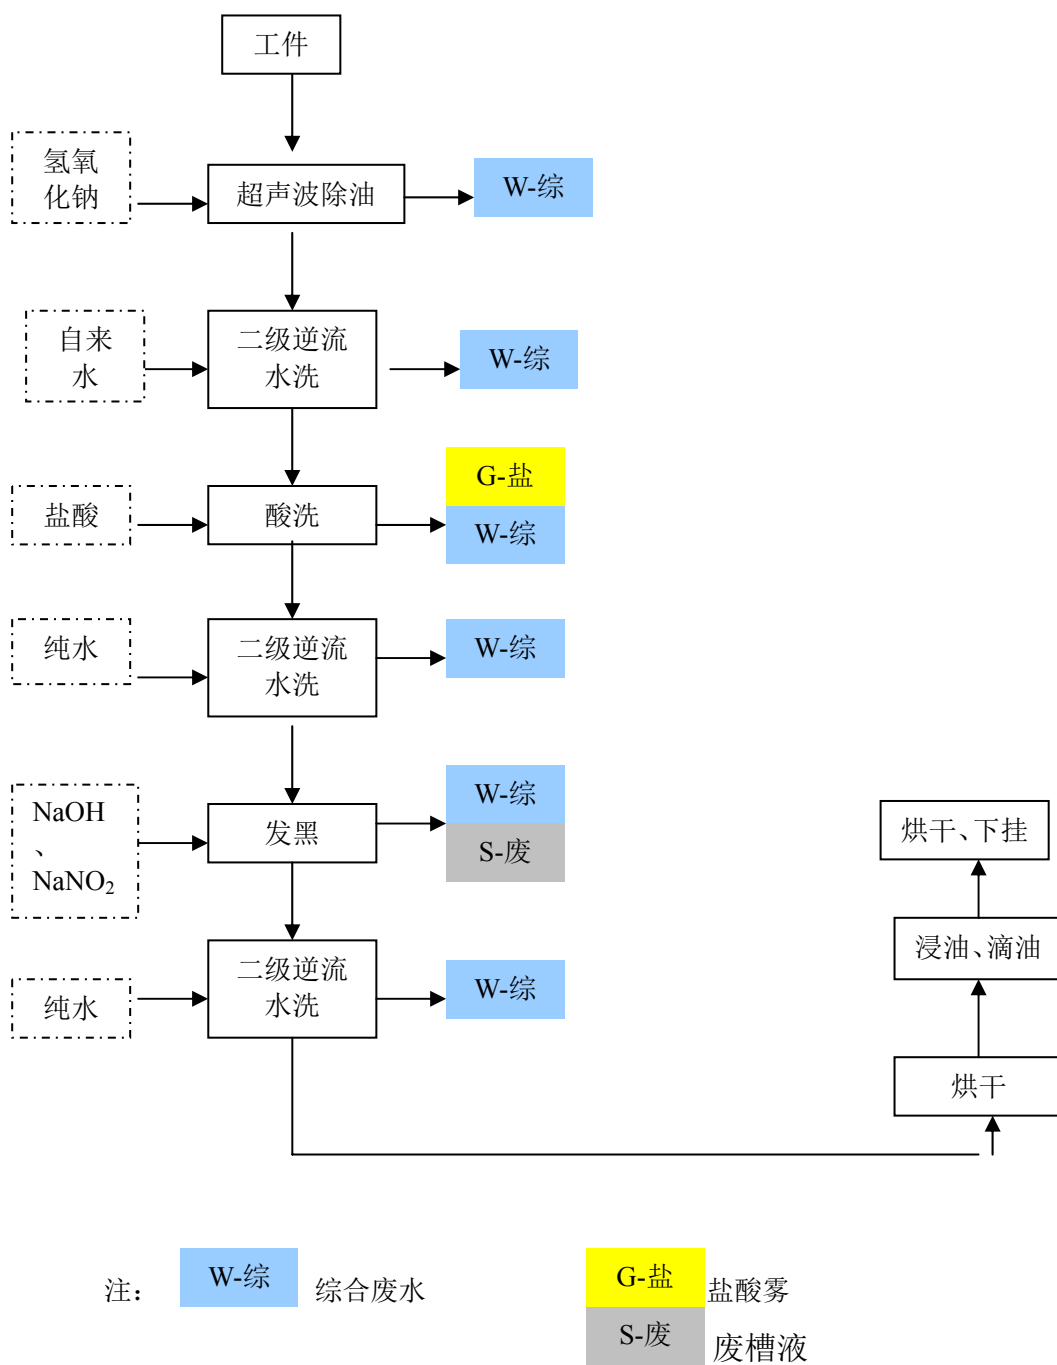 工件
氢氧
化钠
超声波除油
W-综
自来
水
二级逆流
水洗
W-综
G-盐
盐酸
酸洗
W-综
纯水
二级逆流
水洗
W-综
NaOH
、
NaNO₂
发黑
W-综
S-废
烘干、下挂
浸油、滴油
纯水
二级逆流
水洗
W-综
烘干
注： W-综 综合废水 G-盐 盐酸雾
S-废 废槽液